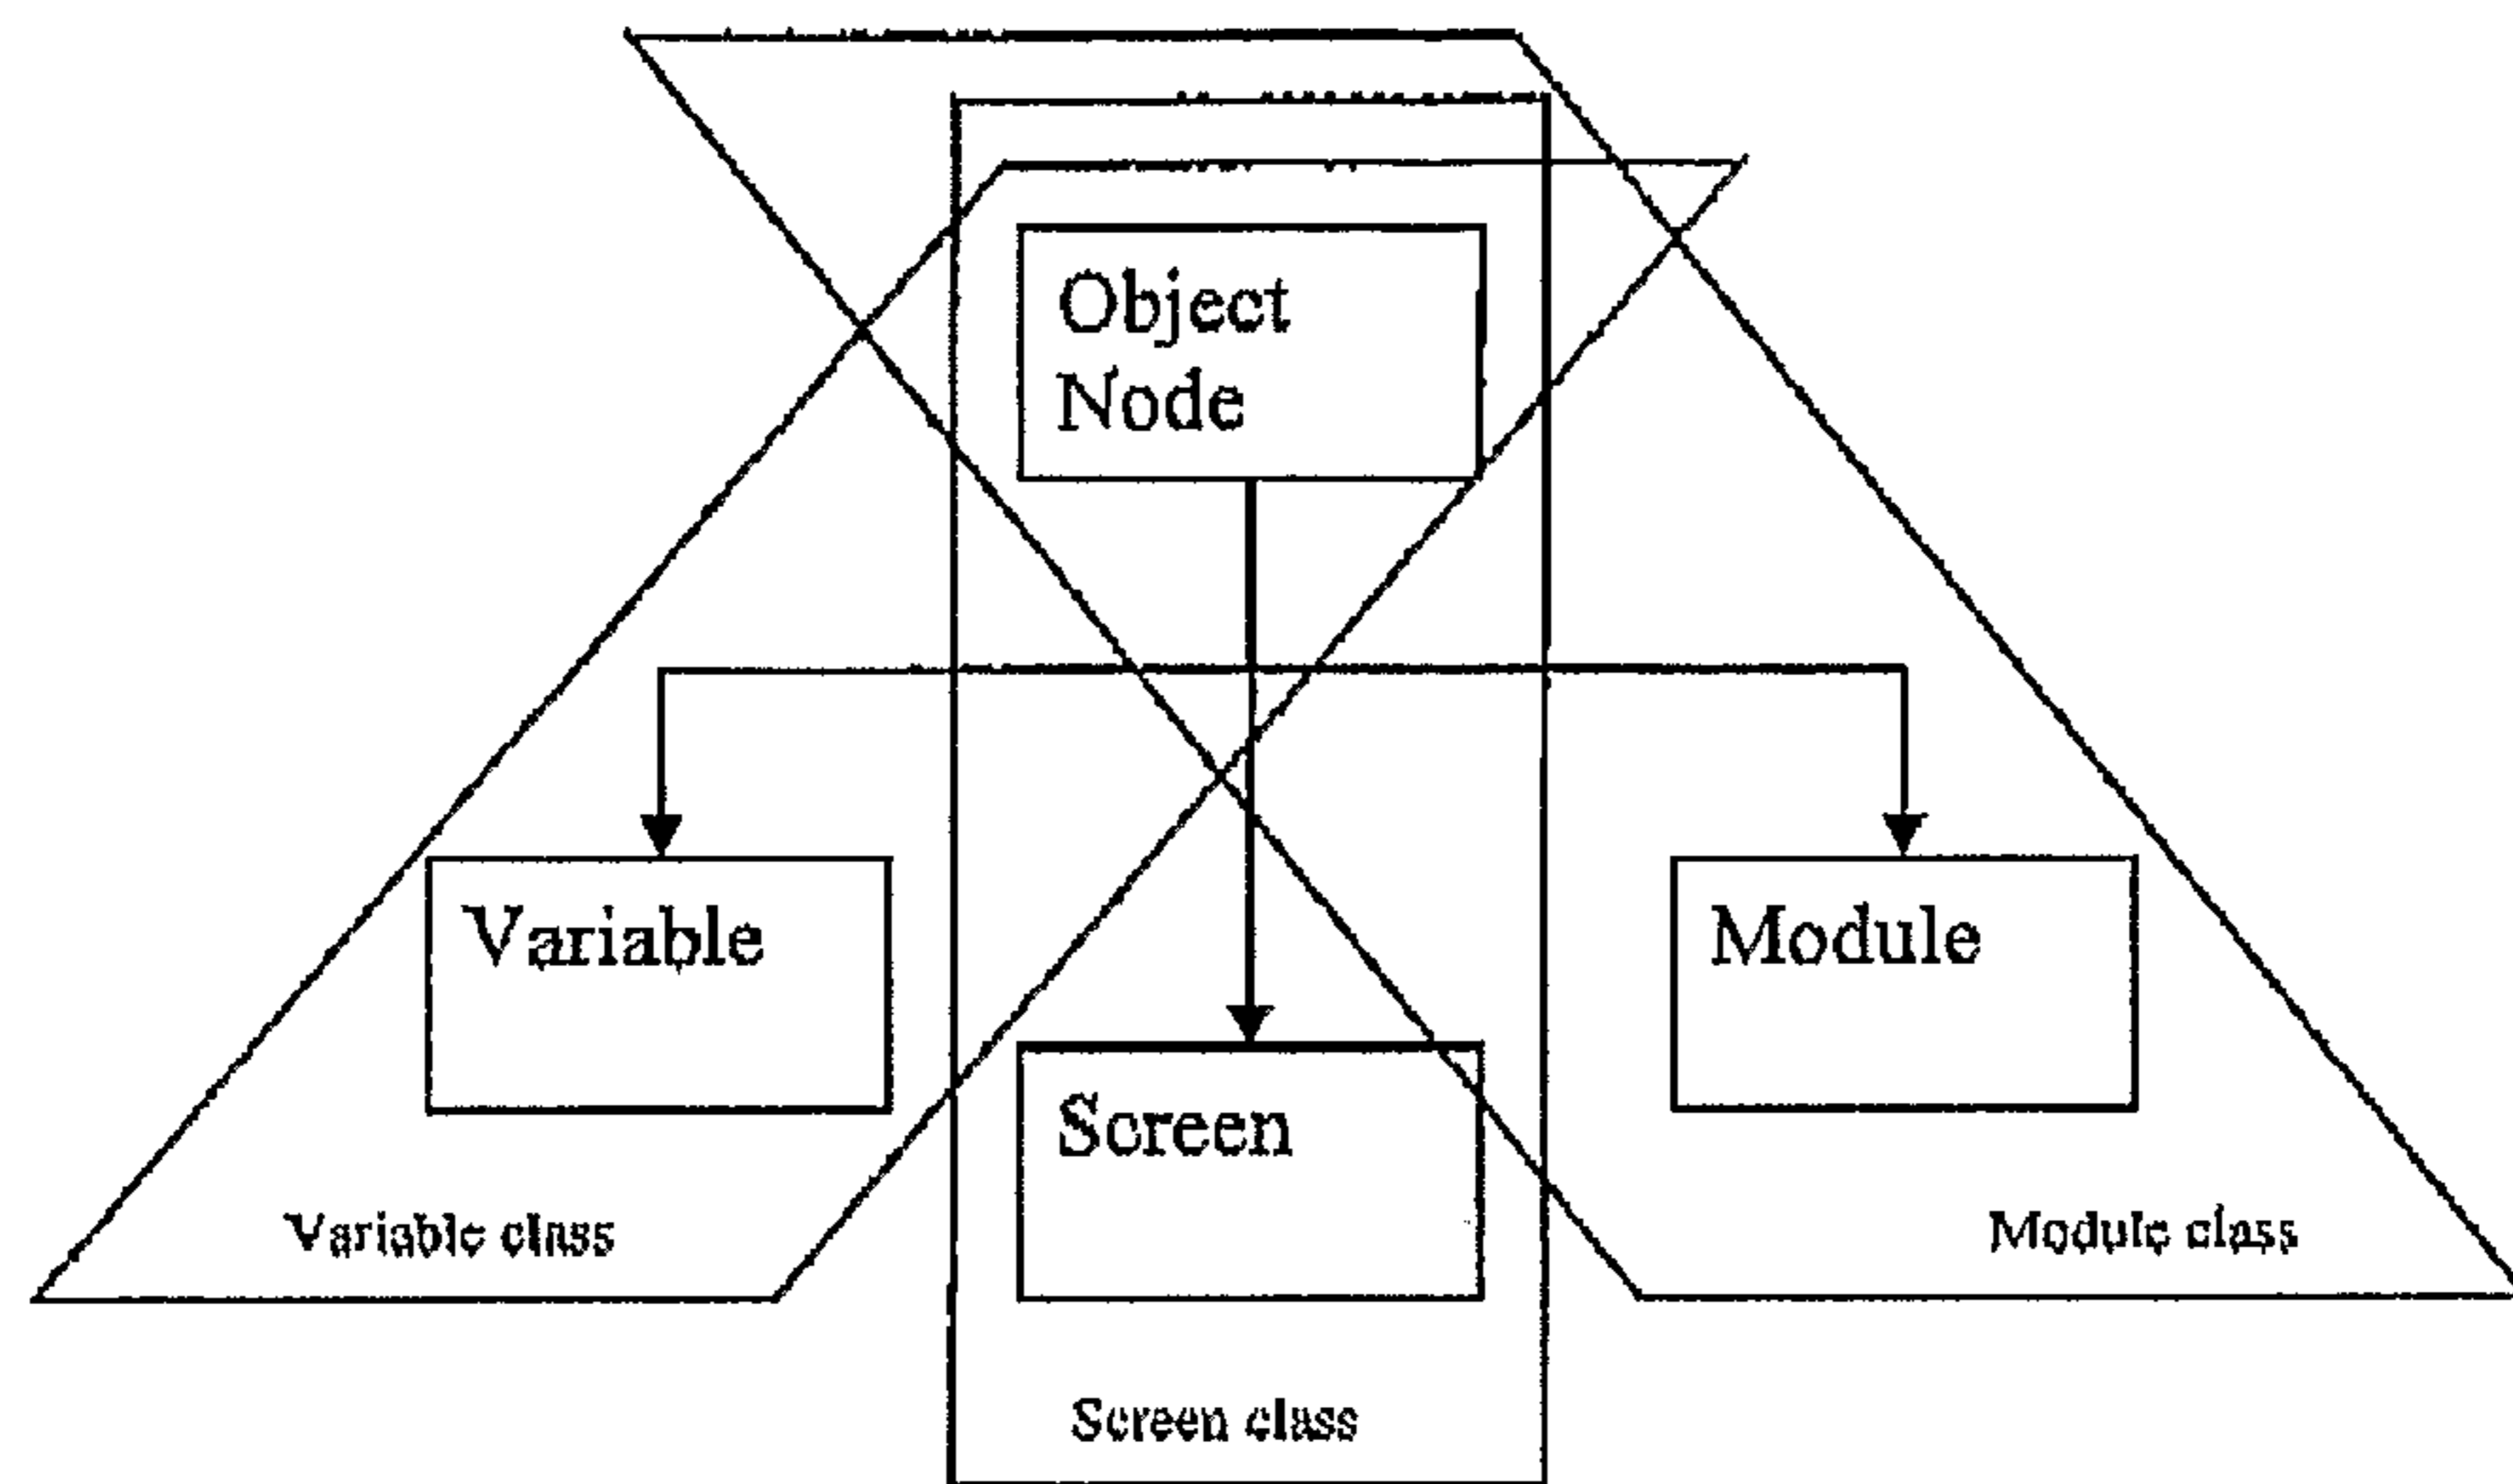 Object
Node
Variable
Module
Screen
Variable class
Module class
Screen class